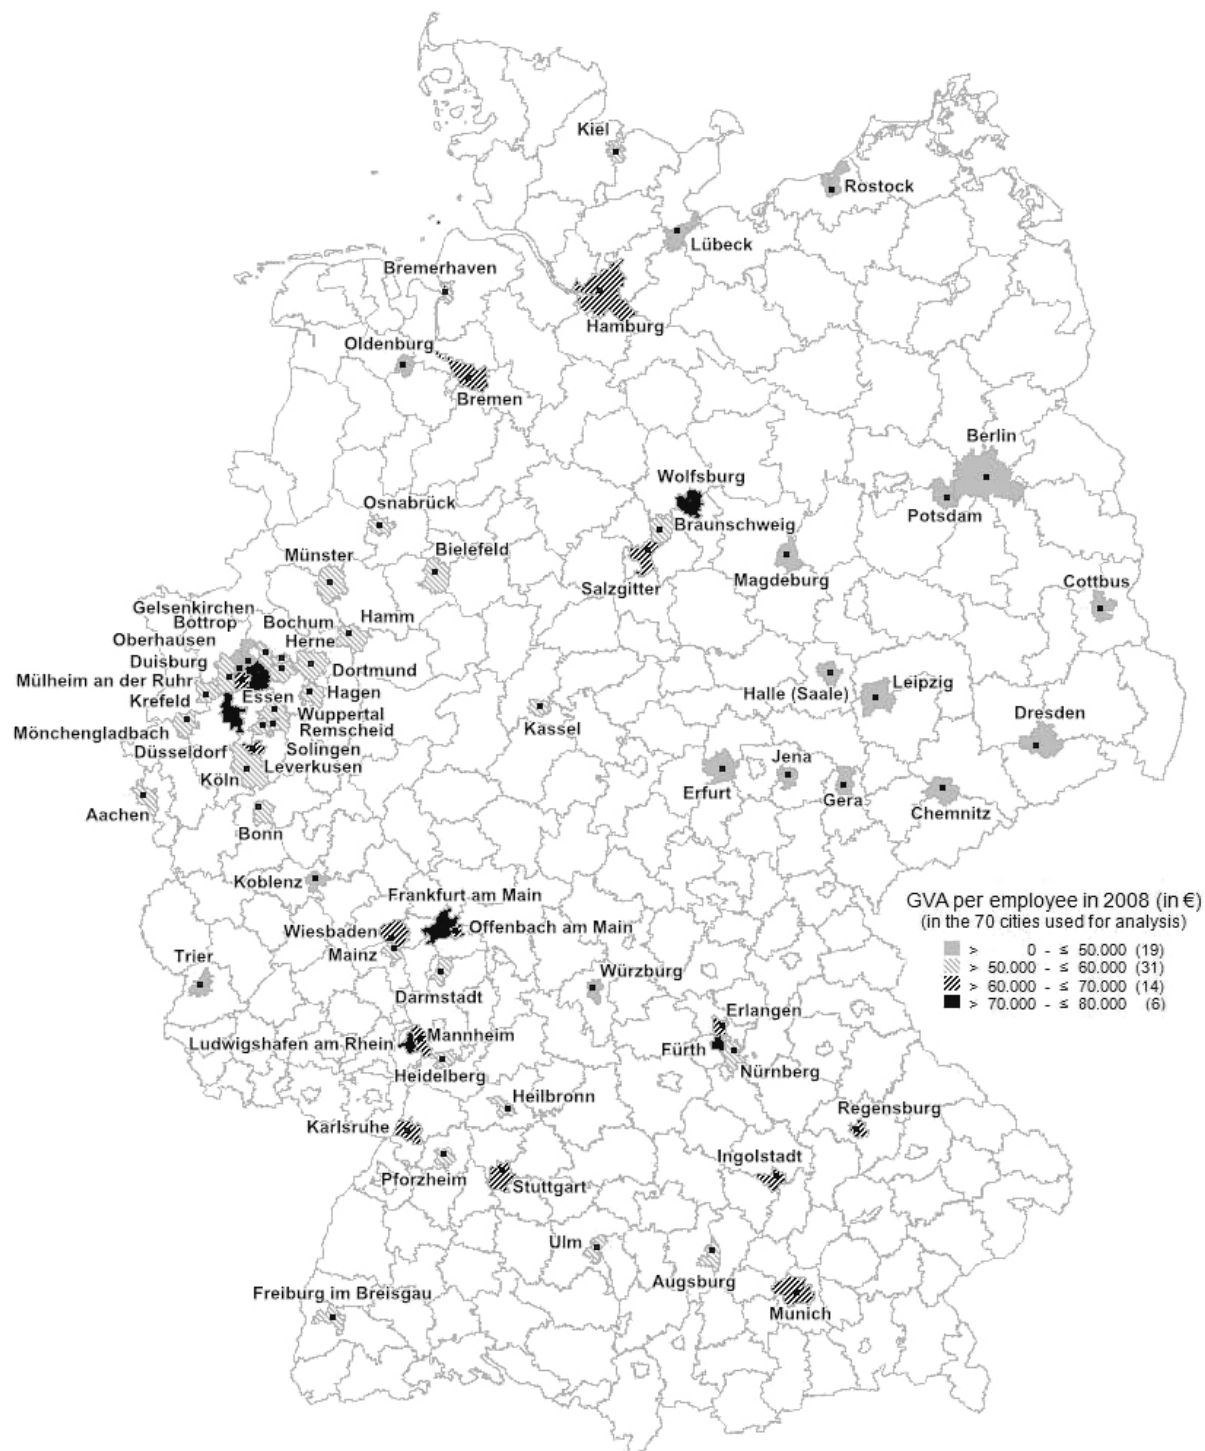 Kiel
Rostock
Lübeck
Bremerhaven
Hamburg
Oldenburg
Bremen
Berlin
Wolfsburg
Osnabrück
Potsdam
Braunschweig
Münster
Bielefeld
Salzgitter
Magdeburg
Cottbus
Gelsenkirchen
Bottrop
Bochum
Hamm
Oberhausen
Herne
Duisburg
Dortmund
Mülheim an der Ruhr
Halle (Saale)
Leipzig
Krefeld
Essen
Hagen
Wuppertal
Dresden
Mönchengladbach
Remscheid
Kassel
Düsseldorf
Solingen
Jena
Köln
Leverkusen
Erfurt
Gera
Aachen
Bonn
Chemnitz
Koblenz
Frankfurt am Main
GVA per employee in 2008 (in €)
(in the 70 cities used for analysis)
Wiesbaden
Offenbach am Main
Mainz
> 0 - ≤ 50.000 (19)
> 50.000 - ≤ 60.000 (31)
> 60.000 - ≤ 70.000 (14)
> 70.000 - ≤ 80.000 (6)
Trier
Würzburg
Darmstadt
Erlangen
Mannheim
Ludwigshafen am Rhein
Fürth
Heidelberg
Nürnberg
Heilbronn
Regensburg
Karlsruhe
Ingolstadt
Pforzheim
Stuttgart
Ulm
Augsburg
Freiburg im Breisgau
Munich